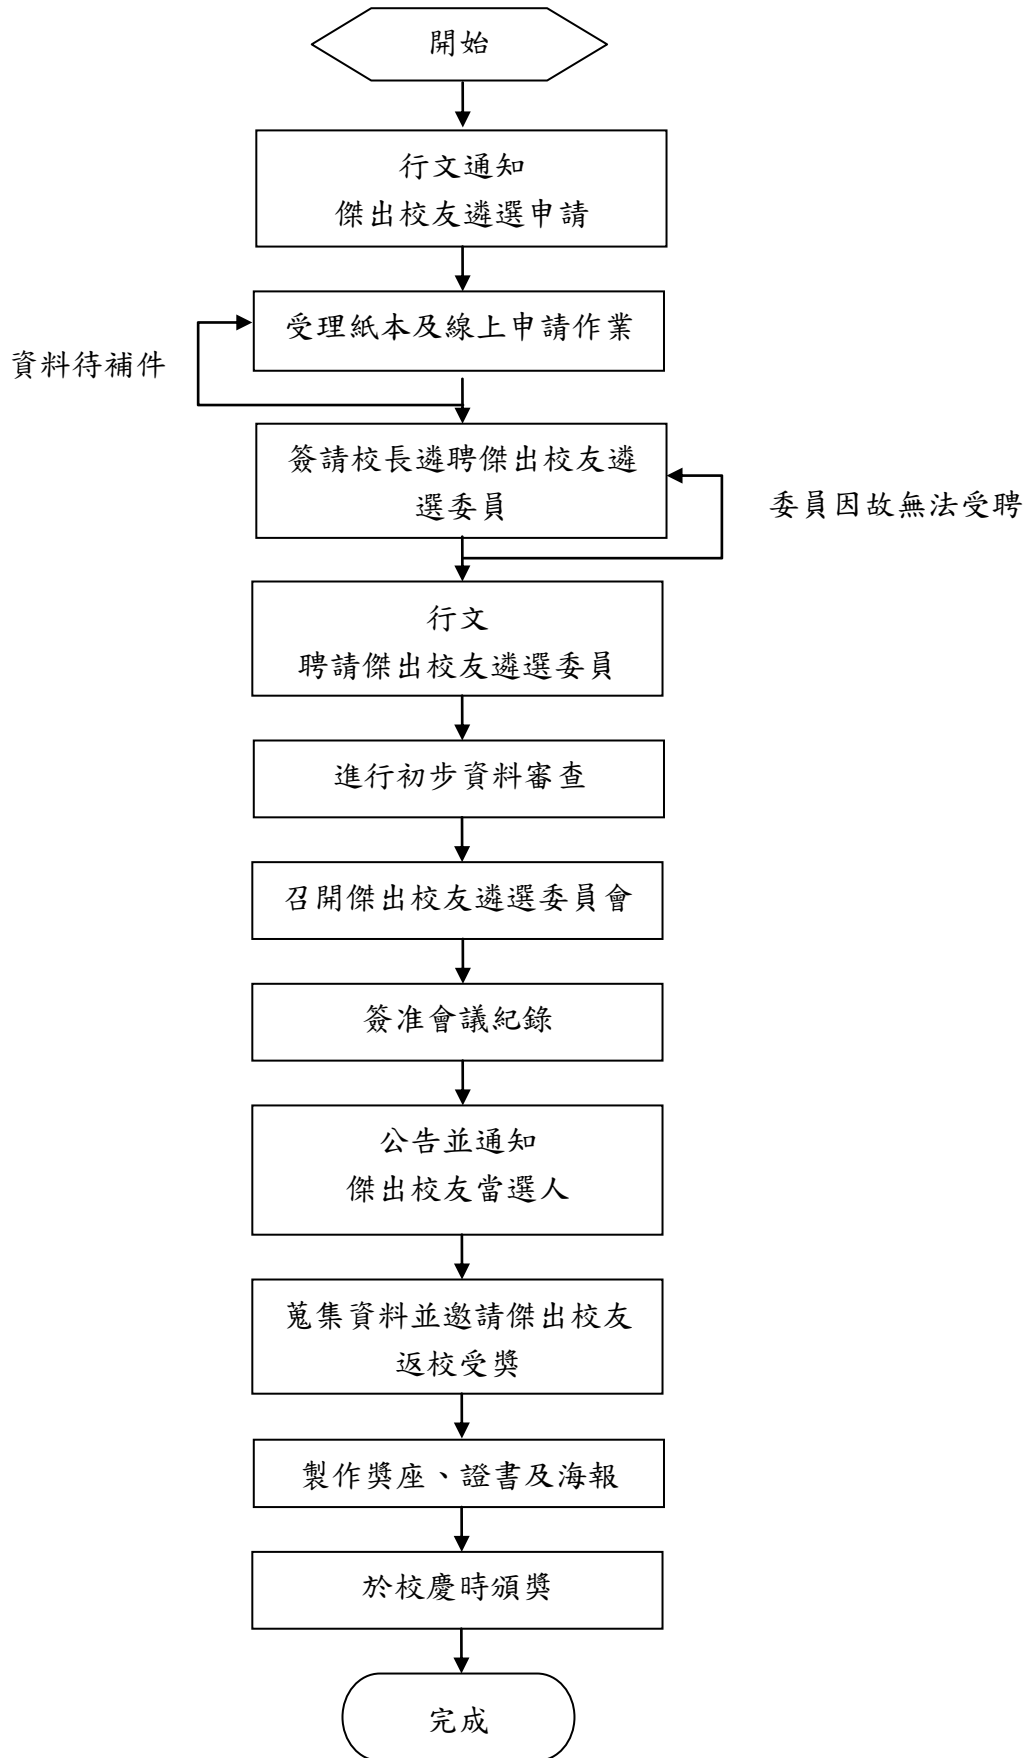 開始
行文通知
傑出校友遴選申請
受理紙本及線上申請作業
資料待補件
簽請校長遴聘傑出校友遴
選委員
委員因故無法受聘
行文
聘請傑出校友遴選委員
進行初步資料審查
召開傑出校友遴選委員會
簽准會議紀錄
公告並通知
傑出校友當選人
蒐集資料並邀請傑出校友
返校受獎
製作獎座、證書及海報
於校慶時頒獎
完成